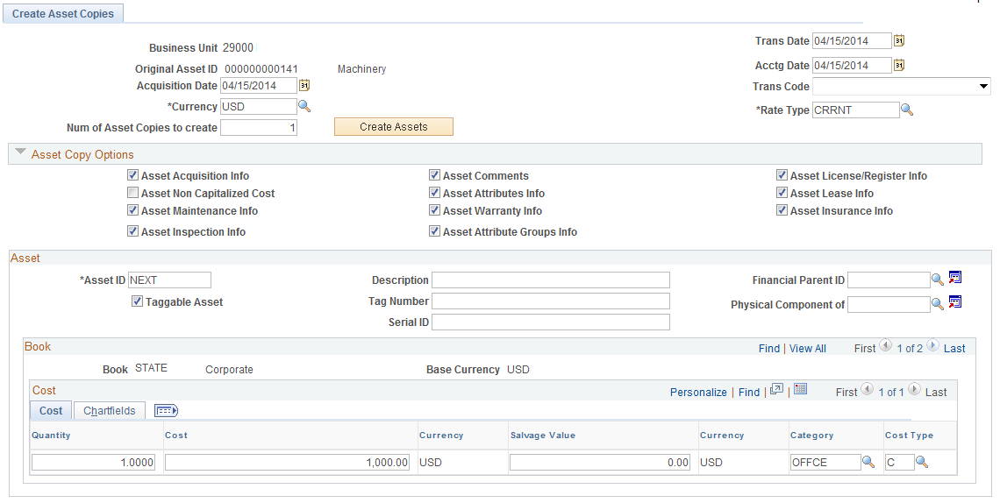 Create Asset Copies
Business Unit 29000
Trans Date 04/15/2014 31
Original Asset ID 000000000141 Machinery
Acctg Date 04/15/2014 31
Acquisition Date 04/15/2014 31
Trans Code
*Currency USD
*Rate Type CRRNT
Num of Asset Copies to create 1 Create Assets
Asset Copy Options
Asset Acquisition Info Asset Comments Asset License/Register Info
Asset Non Capitalized Cost Asset Attributes Info Asset Lease Info
Asset Maintenance Info Asset Warranty Info Asset Insurance Info
Asset Inspection Info Asset Attribute Groups Info
Asset
*Asset ID NEXT Description Financial Parent ID
Taggable Asset Tag Number Physical Component of
Serial ID
Book Find | View All First 1 of 2 Last
Book STATE Corporate Base Currency USD
Cost Personalize | Find | | First 1 of 1 Last
Cost Chartfields
Quantity Cost Currency Salvage Value Currency Category Cost Type
1.0000 1,000.00 USD 0.00 USD OFFCE C